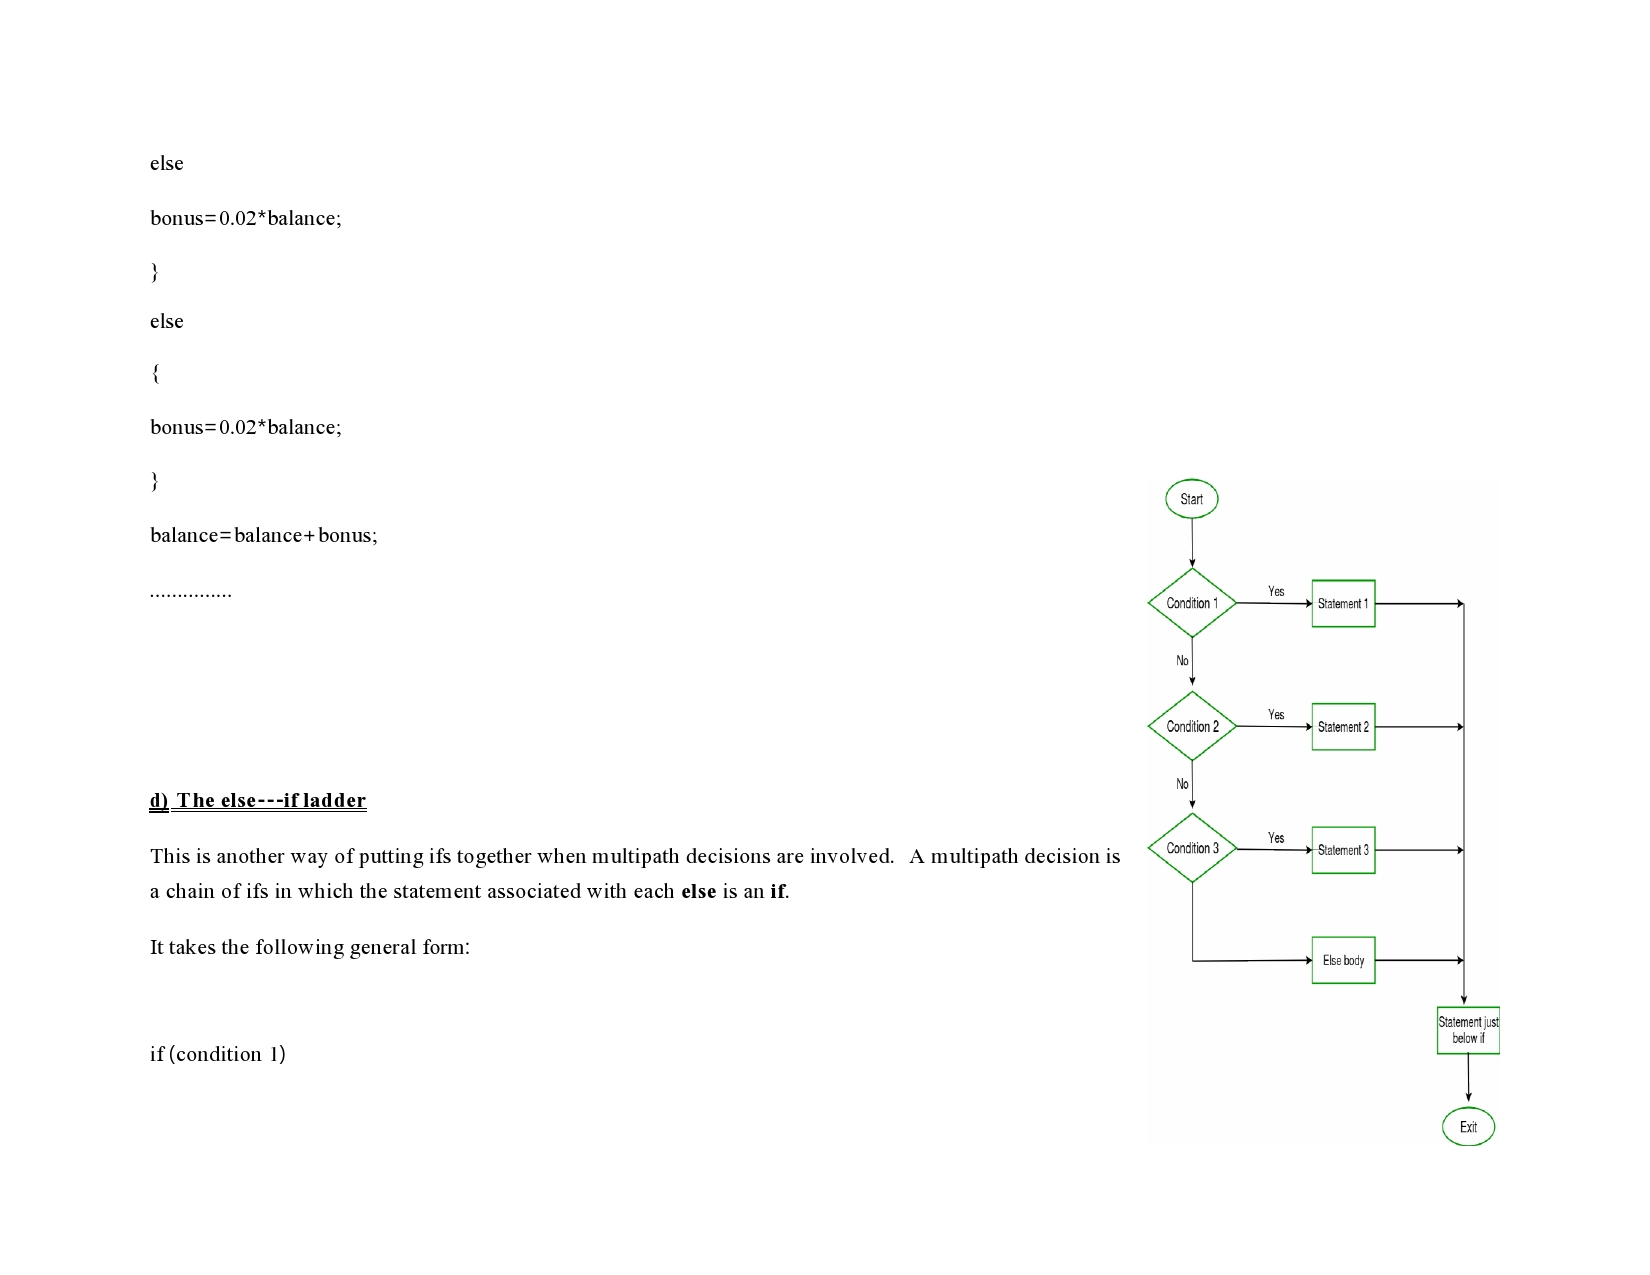 else
bonus=0.02*balance;
}
else
{
bonus=0.02*balance;
}
balance=balance+bonus;
...............
d) The else---if ladder
This is another way of putting ifs together when multipath decisions are involved. A multipath decision is
a chain of ifs in which the statement associated with each else is an if.
It takes the following general form:
if (condition 1)
Start
Condition 1
Yes
Statement 1
No
Condition 2
Yes
Statement 2
No
Condition 3
Yes
Statement 3
Else body
Statement just
below if
Exit